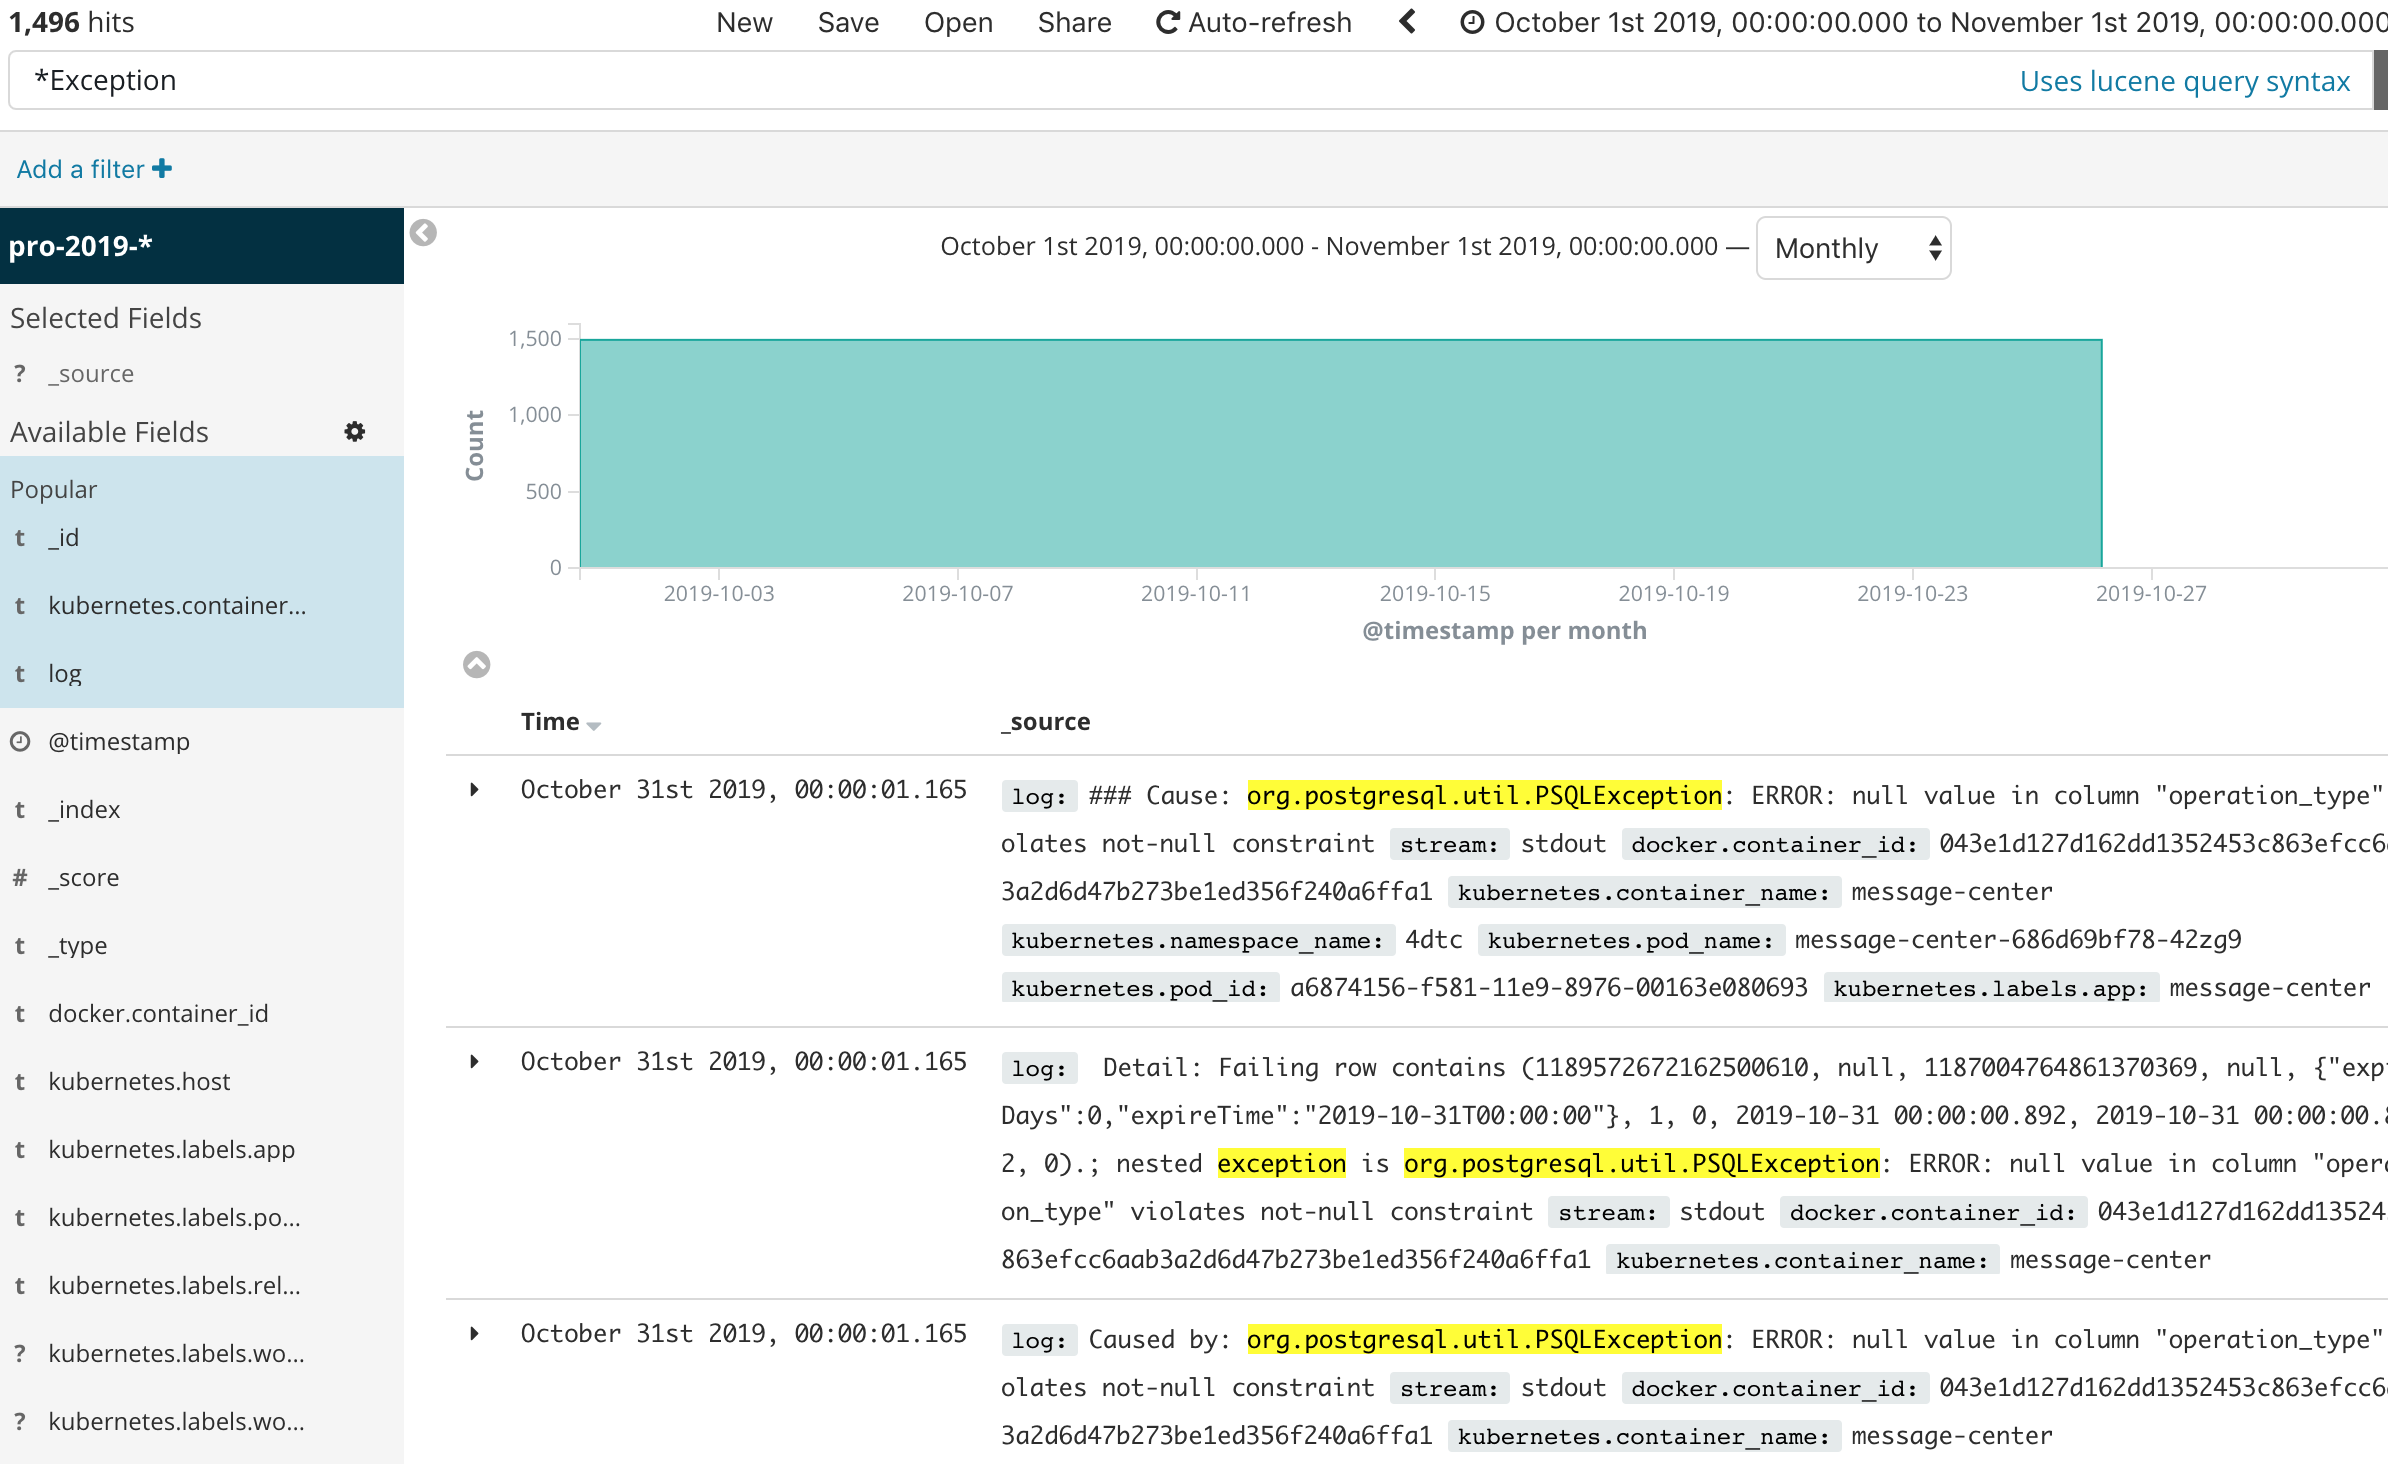 1,496 hits
New Save Open Share Auto-refresh October 1st 2019, 00:00:00.000 to November 1st 2019, 00:00:00.000
*Exception
Uses lucene query syntax
Add a filter
pro-2019-*
Selected Fields
? _source
Available Fields
Popular
t _id
t kubernetes.container...
t log
@timestamp
t _index
# _score
t _type
t docker.container_id
t kubernetes.host
t kubernetes.labels.app
t kubernetes.labels.po...
t kubernetes.labels.rel...
? kubernetes.labels.wo...
? kubernetes.labels.wo...
October 1st 2019, 00:00:00.000 - November 1st 2019, 00:00:00.000 — Monthly
Count
1,500
1,000
500
0
2019-10-03 2019-10-07 2019-10-11 2019-10-15 2019-10-19 2019-10-23 2019-10-27
@timestamp per month
Time _source
October 31st 2019, 00:00:01.165
log: ### Cause: org.postgresql.util.PSQLException: ERROR: null value in column "operation_type"
olates not-null constraint stream: stdout docker.container_id: 043e1d127d162dd1352453c863efcc6
3a2d6d47b273be1ed356f240a6ffa1 kubernetes.container_name: message-center
kubernetes.namespace_name: 4dtc kubernetes.pod_name: message-center-686d69bf78-42zg9
kubernetes.pod_id: a6874156-f581-11e9-8976-00163e080693 kubernetes.labels.app: message-center
October 31st 2019, 00:00:01.165
log: Detail: Failing row contains (1189572672162500610, null, 1187004764861370369, null, {"exp
Days":0,"expireTime":"2019-10-31T00:00:00"}, 1, 0, 2019-10-31 00:00:00.892, 2019-10-31 00:00:00.8
2, 0).; nested exception is org.postgresql.util.PSQLException: ERROR: null value in column "oper
on_type" violates not-null constraint stream: stdout docker.container_id: 043e1d127d162dd13524
863efcc6aab3a2d6d47b273be1ed356f240a6ffa1 kubernetes.container_name: message-center
October 31st 2019, 00:00:01.165
log: Caused by: org.postgresql.util.PSQLException: ERROR: null value in column "operation_type"
olates not-null constraint stream: stdout docker.container_id: 043e1d127d162dd1352453c863efcc6
3a2d6d47b273be1ed356f240a6ffa1 kubernetes.container_name: message-center